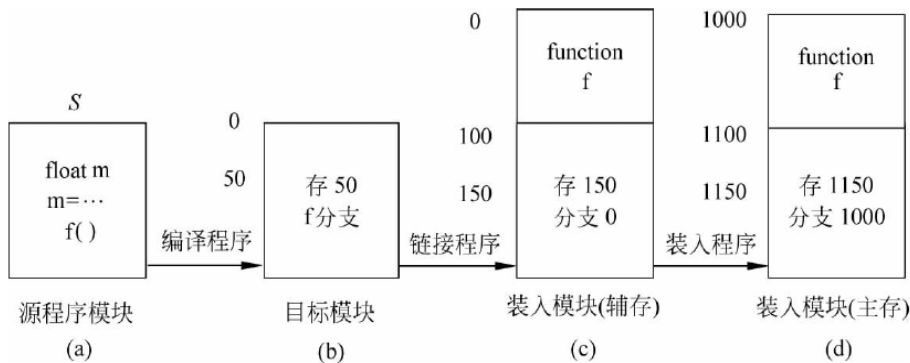 S
float m
m=…
f( )
源程序模块
(a)
编译程序
0
50
存 50
f分支
目标模块
(b)
链接程序
0
100
150
function
f
存 150
分支 0
装入模块(辅存)
(c)
装入程序
1000
1100
1150
function
f
存 1150
分支 1000
装入模块(主存)
(d)